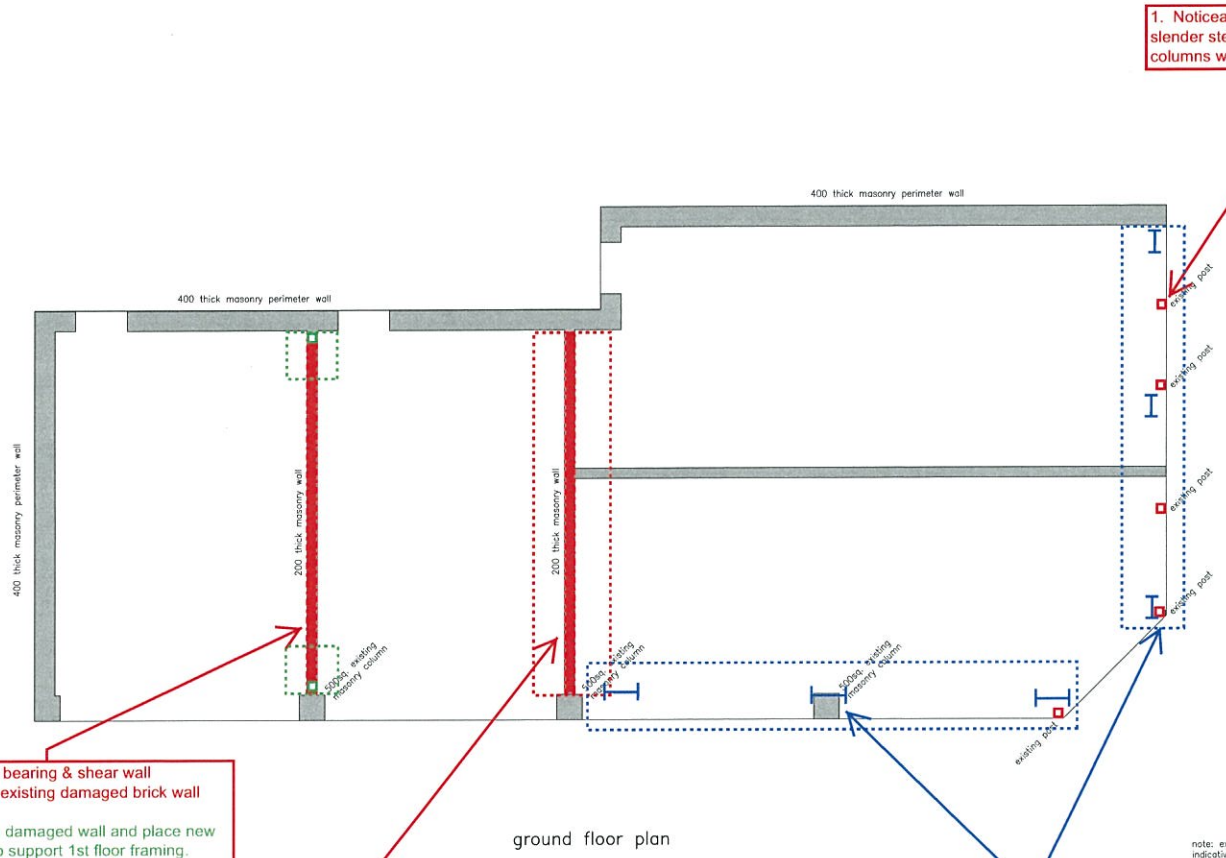 1. Noticea
slender ste
columns w
400 thick masonry perimeter wall
400 thick masonry perimeter wall
400 thick masonry perimeter wall
200 thick masonry wall
200 thick masonry wall
existing post
existing post
existing post
existing post
500sq. existing
masonry column
500sq. existing
masonry column
500sq. existing
masonry column
existing post
bearing & shear wall
existing damaged brick wall
damaged wall and place new
o support 1st floor framing.
ground floor plan
note: e
indicativ